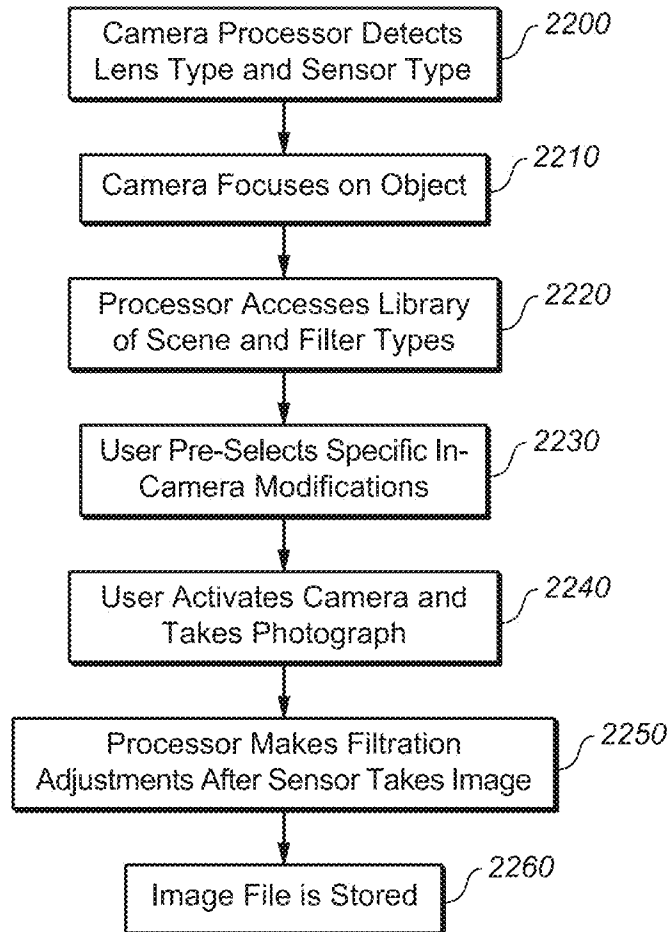 Camera Processor Detects
Lens Type and Sensor Type
2200
Camera Focuses on Object
2210
Processor Accesses Library
of Scene and Filter Types
2220
User Pre-Selects Specific In-
Camera Modifications
2230
User Activates Camera and
Takes Photograph
2240
Processor Makes Filtration
Adjustments After Sensor Takes Image
2250
Image File is Stored
2260